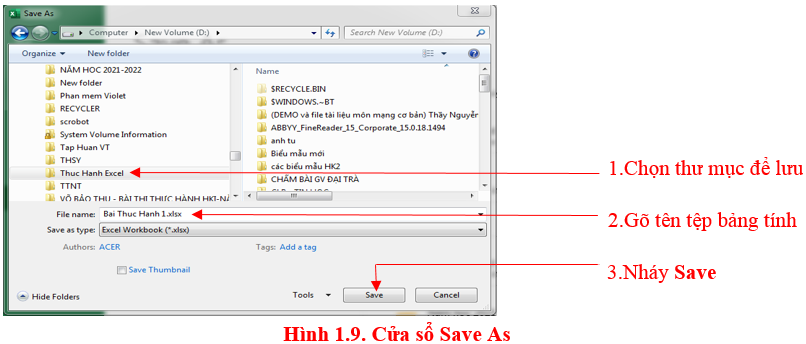 Save As
Computer ▸ New Volume (D:) ▸
Search New Volume (D:)
Organize
New folder
NĂM HOC 2021-2022
New folder
Phan mem Violet
RECYCLER
scrobot
System Volume Information
Tap Huan VT
THSY
Thuc Hanh Excel
TTNT
VÕ BẢO THU - BÀI THI THỰC HÀNH HKI-NĂ
Name
$RECYCLE.BIN
$WINDOWS.~BT
(DEMO và file tài liệu môn mạng cơ bản) Thầy Nguyễn
ABBYY_FineReader_15_Corporate_15.0.18.1494
anh tu
Biểu mẫu mới
các biểu mẫu HK2
CHẤM BÀI GV ĐẠI TRÀ
1.Chọn thư mục để lưu
File name: Bai Thuc Hanh 1.xlsx
2.Gõ tên tệp bảng tính
Save as type: Excel Workbook (*.xlsx)
Authors: ACER
Tags: Add a tag
Save Thumbnail
3.Nháy Save
Hide Folders
Tools
Save
Cancel
Hình 1.9. Cửa sổ Save As